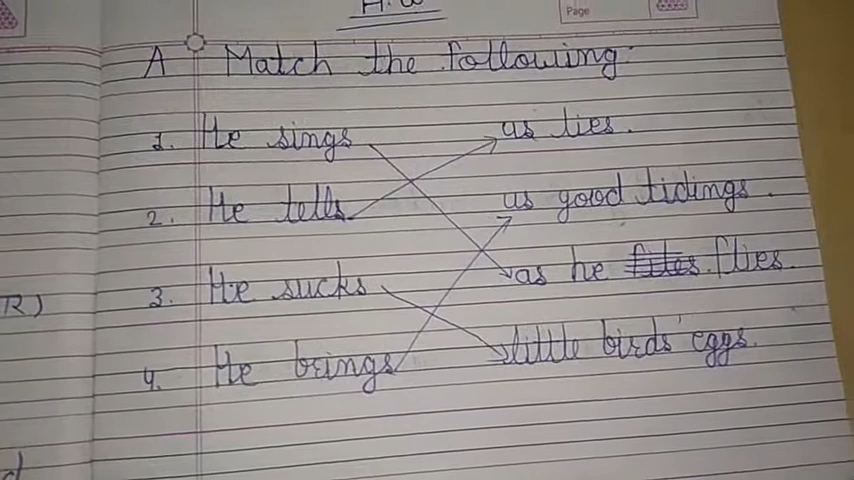 H.W
Page
A Match the following
1. He sings us lies.
2. He tells us good tidings.
3. He sucks as he flies.
R)
4. He brings little birds' eggs.
d